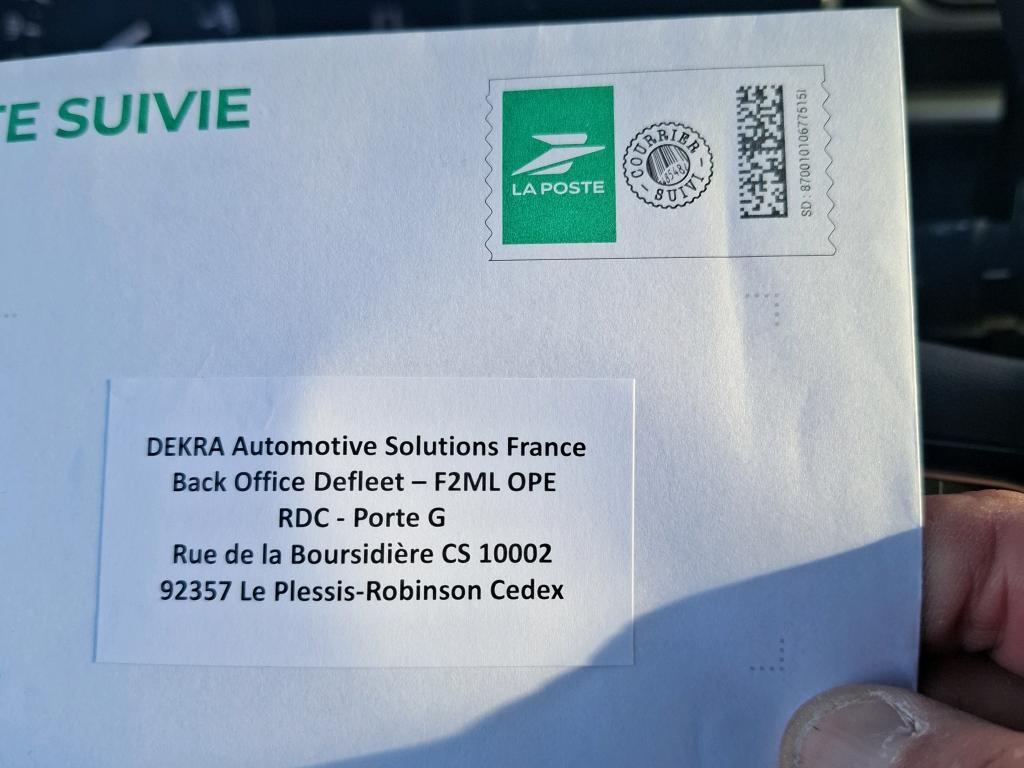 TE SUIVIE
LA POSTE
COURRIER
SUIVI
SD : 87001010677515I
DEKRA Automotive Solutions France
Back Office Defleet – F2ML OPE
RDC - Porte G
Rue de la Boursidière CS 10002
92357 Le Plessis-Robinson Cedex